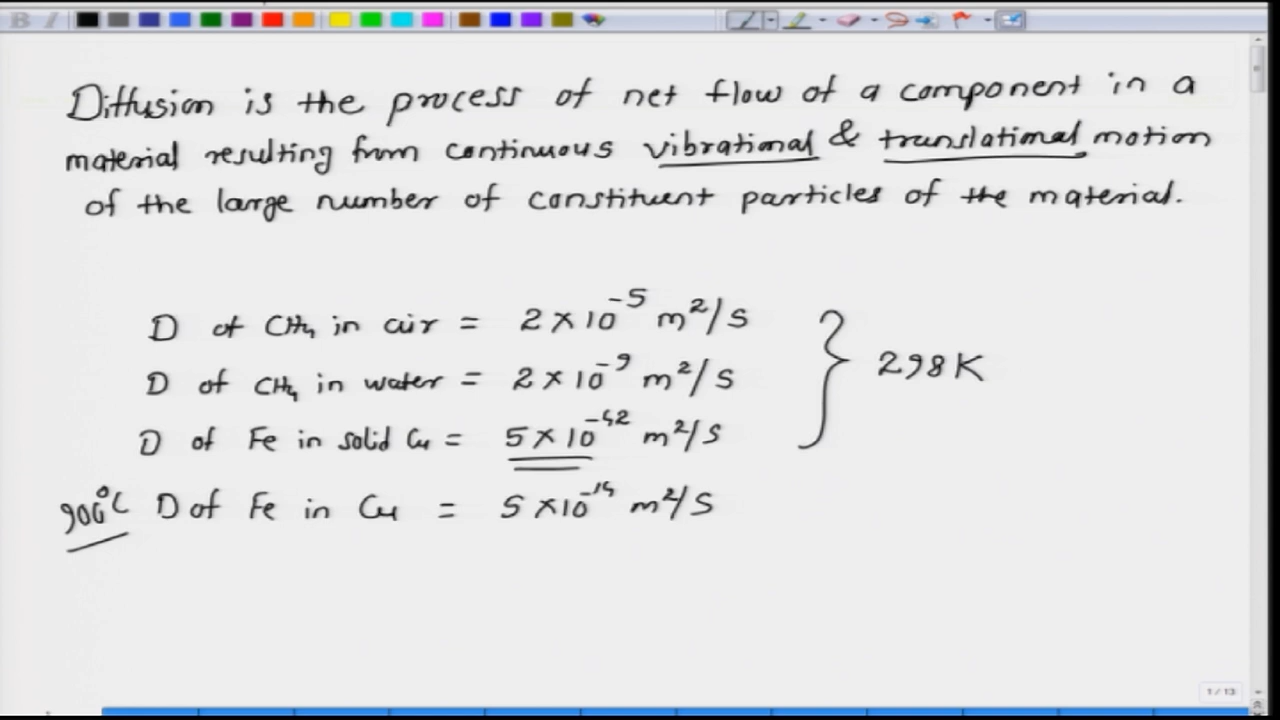 Diffusion is the process of net flow of a component in a
material resulting from continuous vibrational & translational motion
of the large number of constituent particles of the material.
D of CH₄ in air = 2×10⁻⁵ m²/s
D of CH₄ in water = 2×10⁻⁹ m²/s
D of Fe in solid Cu = 5×10⁻⁴² m²/s
} 298K
900°C D of Fe in Cu = 5×10⁻¹⁴ m²/s
1 / 13